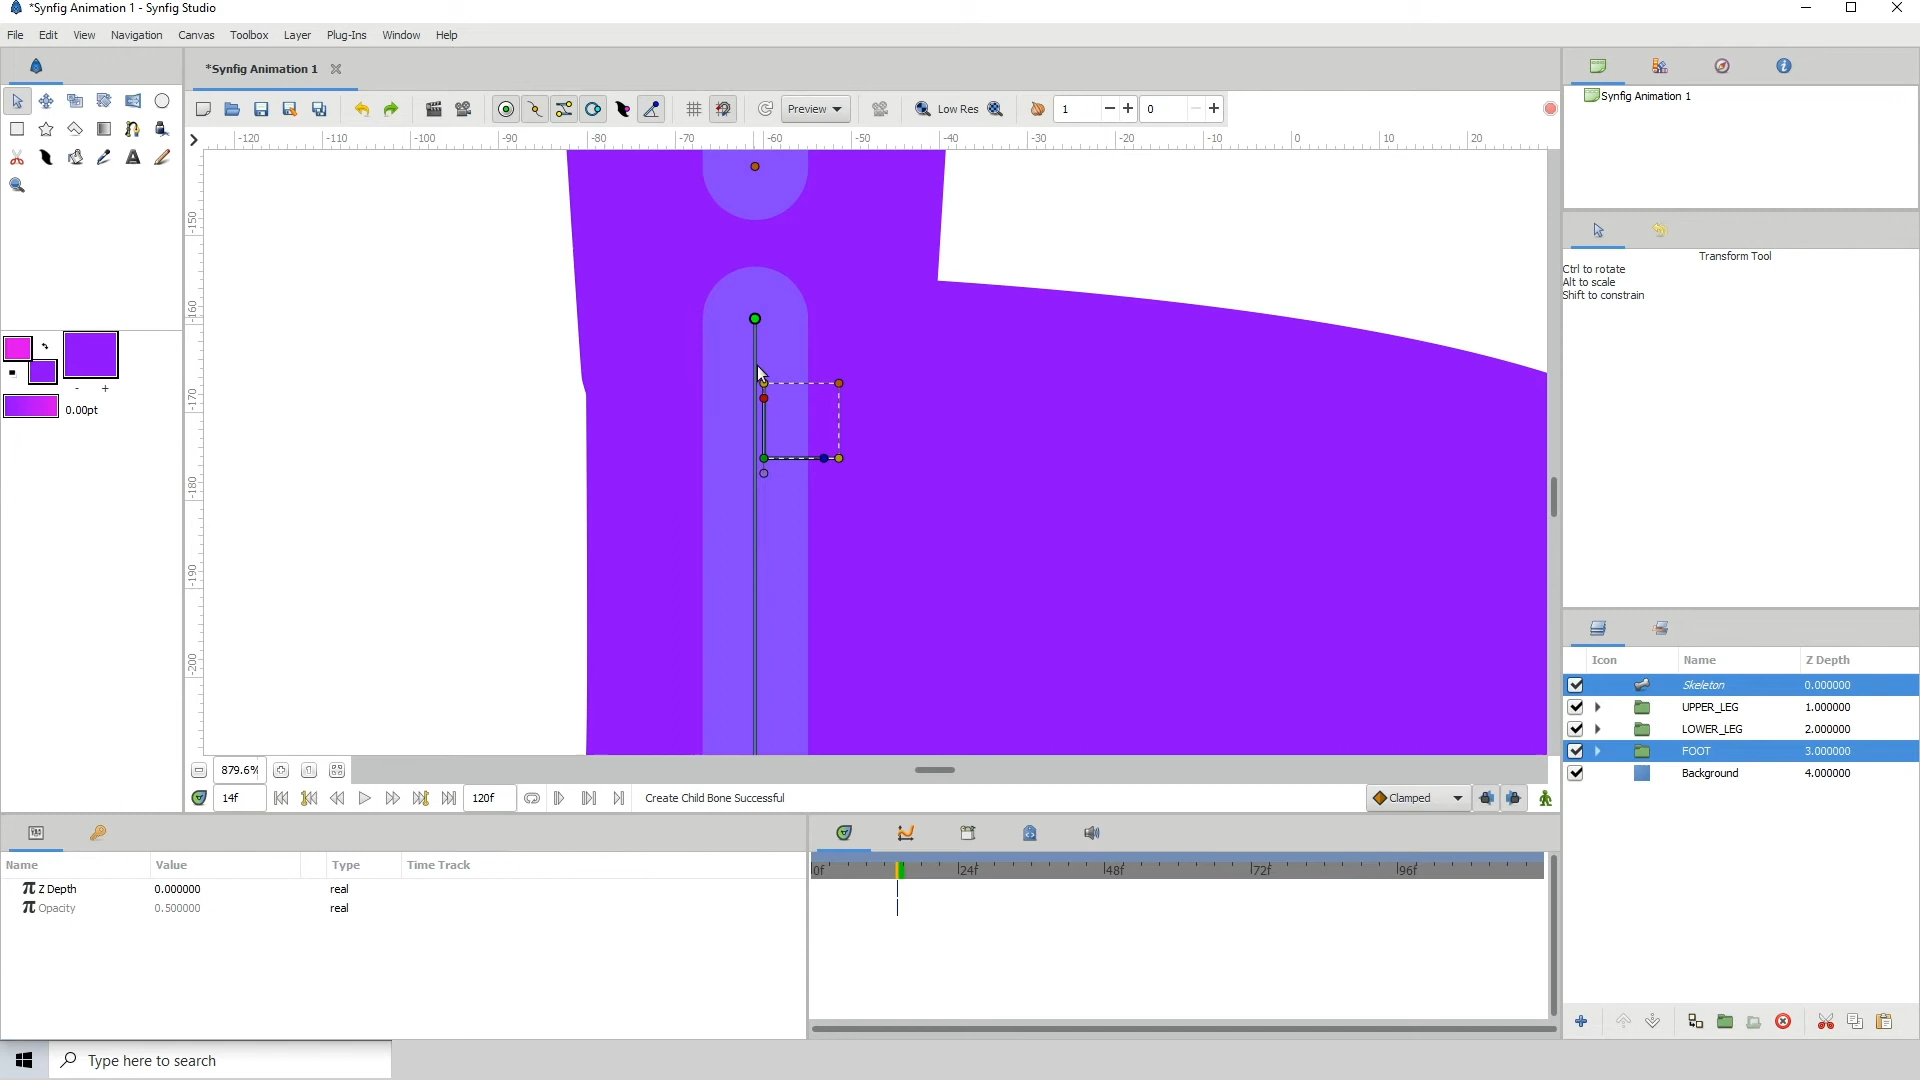 *Synfig Animation 1 - Synfig Studio
File Edit View Navigation Canvas Toolbox Layer Plug-Ins Window Help
*Synfig Animation 1
Preview Low Res 1 0
-120 -110 -100 -90 -80 -70 -60 -50 -40 -30 -20 -10 0 10 20
-150
-160
-170
-180
-190
-200
0.00pt
- +
Synfig Animation 1
Transform Tool
Ctrl to rotate
Alt to scale
Shift to constrain
Icon Name Z Depth
Skeleton 0.000000
UPPER_LEG 1.000000
LOWER_LEG 2.000000
FOOT 3.000000
Background 4.000000
879.6%
14f 120f Create Child Bone Successful Clamped
Name Value Type Time Track
Z Depth 0.000000 real
Opacity 0.500000 real
0f 24f 48f 72f 96f
Type here to search